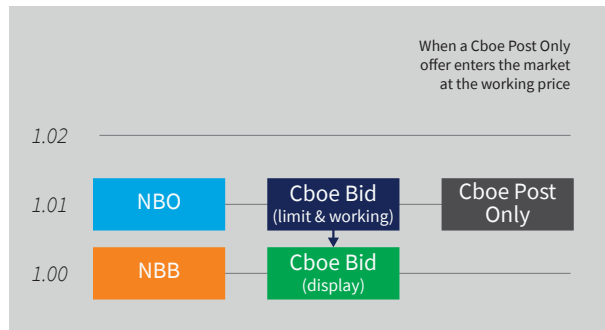 When a Cboe Post Only
offer enters the market
at the working price
1.02
1.01
NBO
Cboe Bid
(limit & working)
Cboe Post
Only
1.00
NBB
Cboe Bid
(display)